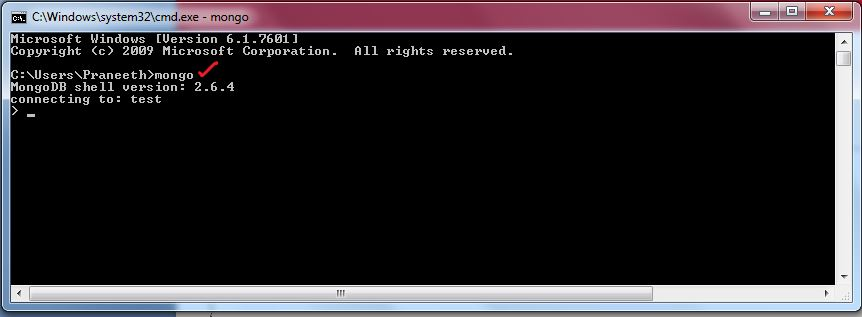 C:\Windows\system32\cmd.exe - mongo
Microsoft Windows [Version 6.1.7601]
Copyright (c) 2009 Microsoft Corporation.  All rights reserved.
C:\Users\Praneeth>mongo
MongoDB shell version: 2.6.4
connecting to: test
> _